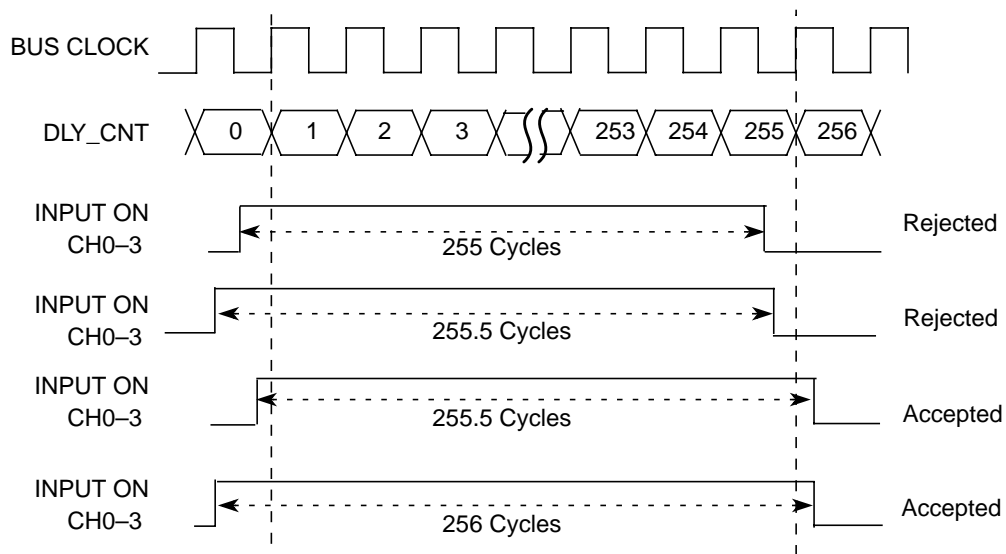 BUS CLOCK
DLY_CNT
0
1
2
3
253
254
255
256
INPUT ON
CH0–3
255 Cycles
Rejected
INPUT ON
CH0–3
255.5 Cycles
Rejected
INPUT ON
CH0–3
255.5 Cycles
Accepted
INPUT ON
CH0–3
256 Cycles
Accepted